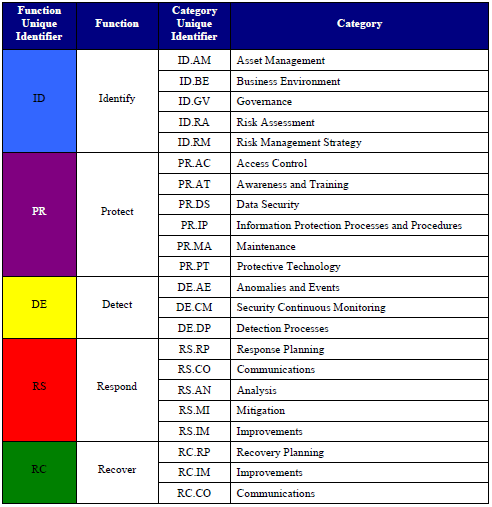 Function Unique Identifier Function Category Unique Identifier Category
ID Identify ID.AM Asset Management
ID.BE Business Environment
ID.GV Governance
ID.RA Risk Assessment
ID.RM Risk Management Strategy
PR Protect PR.AC Access Control
PR.AT Awareness and Training
PR.DS Data Security
PR.IP Information Protection Processes and Procedures
PR.MA Maintenance
PR.PT Protective Technology
DE Detect DE.AE Anomalies and Events
DE.CM Security Continuous Monitoring
DE.DP Detection Processes
RS Respond RS.RP Response Planning
RS.CO Communications
RS.AN Analysis
RS.MI Mitigation
RS.IM Improvements
RC Recover RC.RP Recovery Planning
RC.IM Improvements
RC.CO Communications